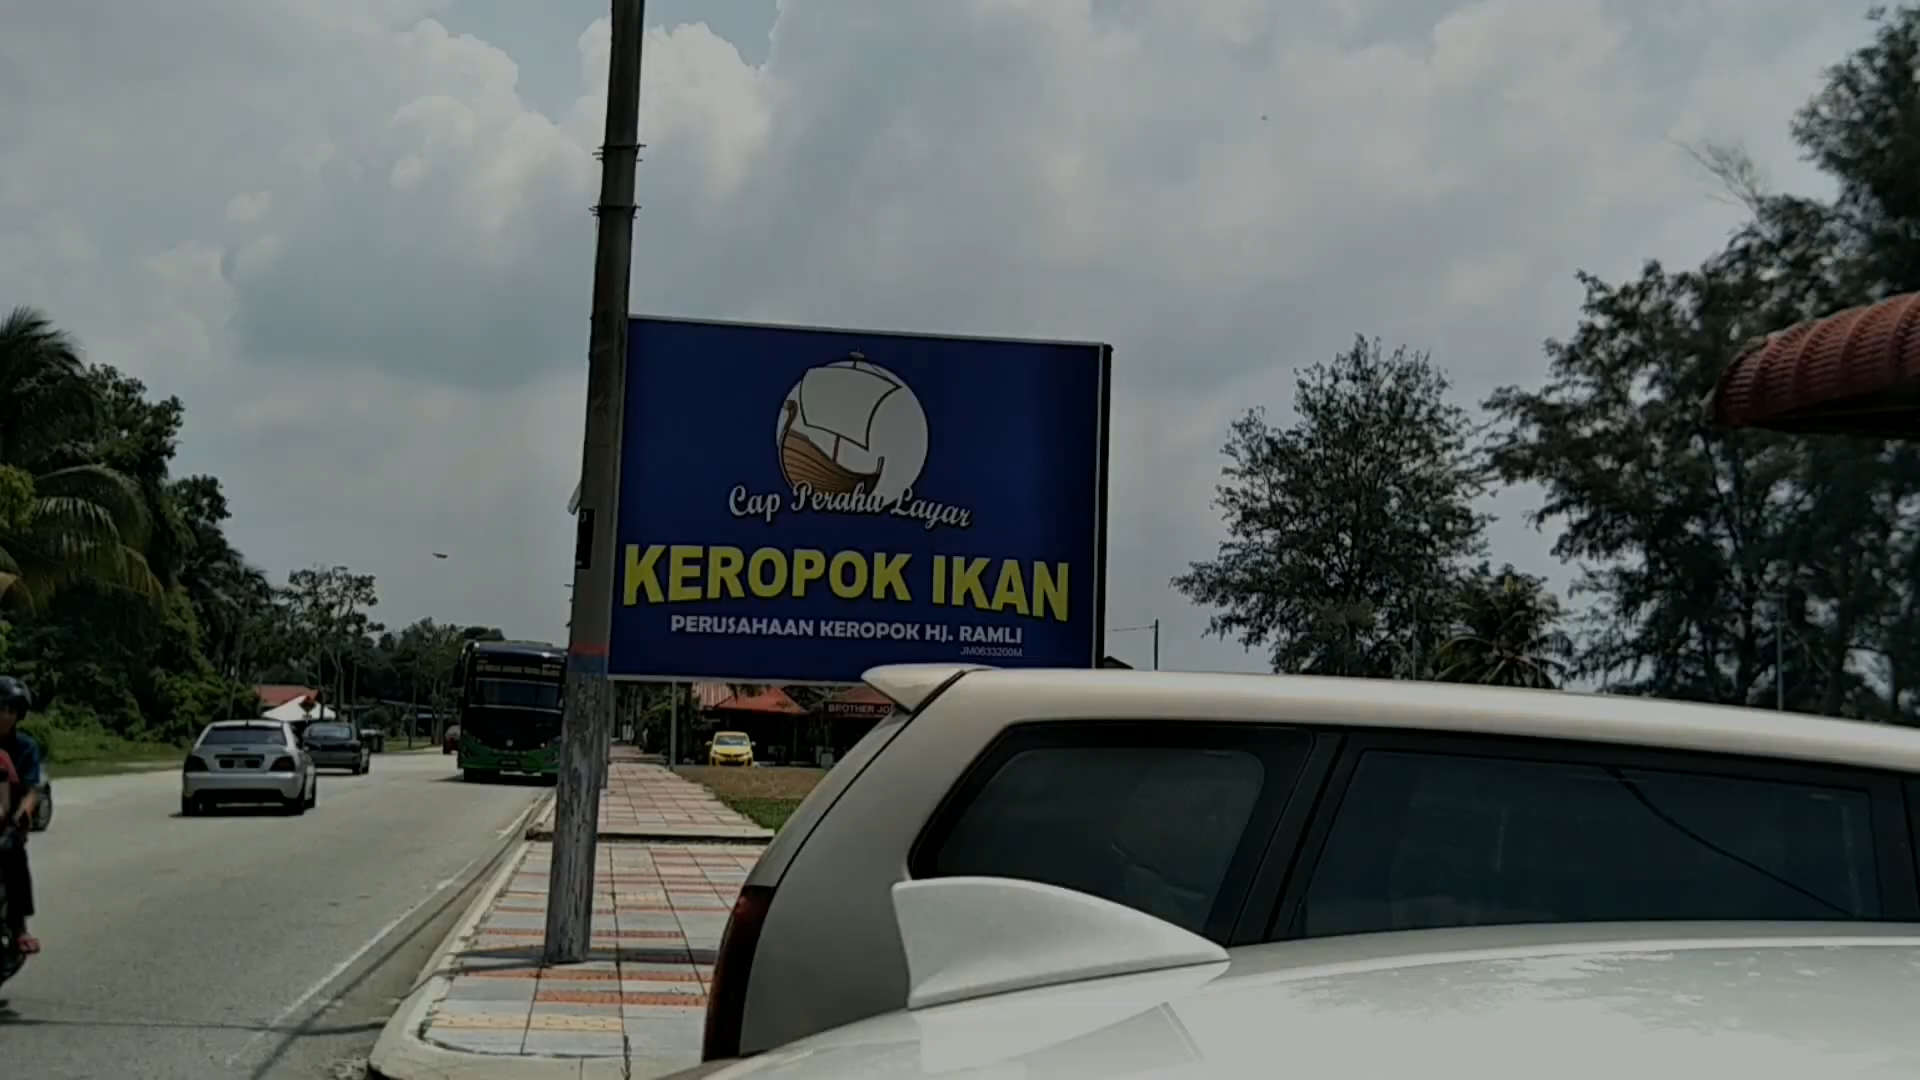 Cap Perahu Layar
KEROPOK IKAN
PERUSAHAAN KEROPOK HJ. RAMLI
JM0633200M
BROTHER JO